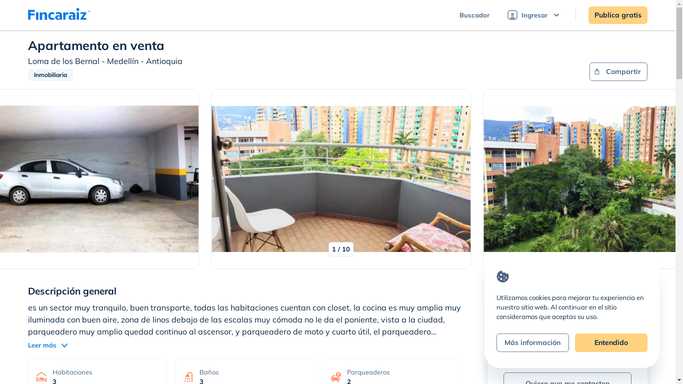 Fincaraiz
Buscador
Ingresar
Publica gratis
Apartamento en venta
Loma de los Bernal - Medellín - Antioquia
Inmobiliaria
Compartir
1 / 10
Descripción general
es un sector muy tranquilo, buen transporte, todas las habitaciones cuentan con closet, la cocina es muy amplia muy
iluminada con buen aire, zona de linos debajo de las escalas muy cómoda no le da el poniente, vista a la ciudad,
parqueadero muy amplio quedad continuo al ascensor, y parqueadero de moto y cuarto útil, el parqueadero...
Leer más
Habitaciones
3
Baños
3
Parqueaderos
2
Utilizamos cookies para mejorar tu experiencia en
nuestro sitio web. Al continuar en el sitio
consideramos que aceptas su uso.
Más información
Entendido
Quiero que me contacten